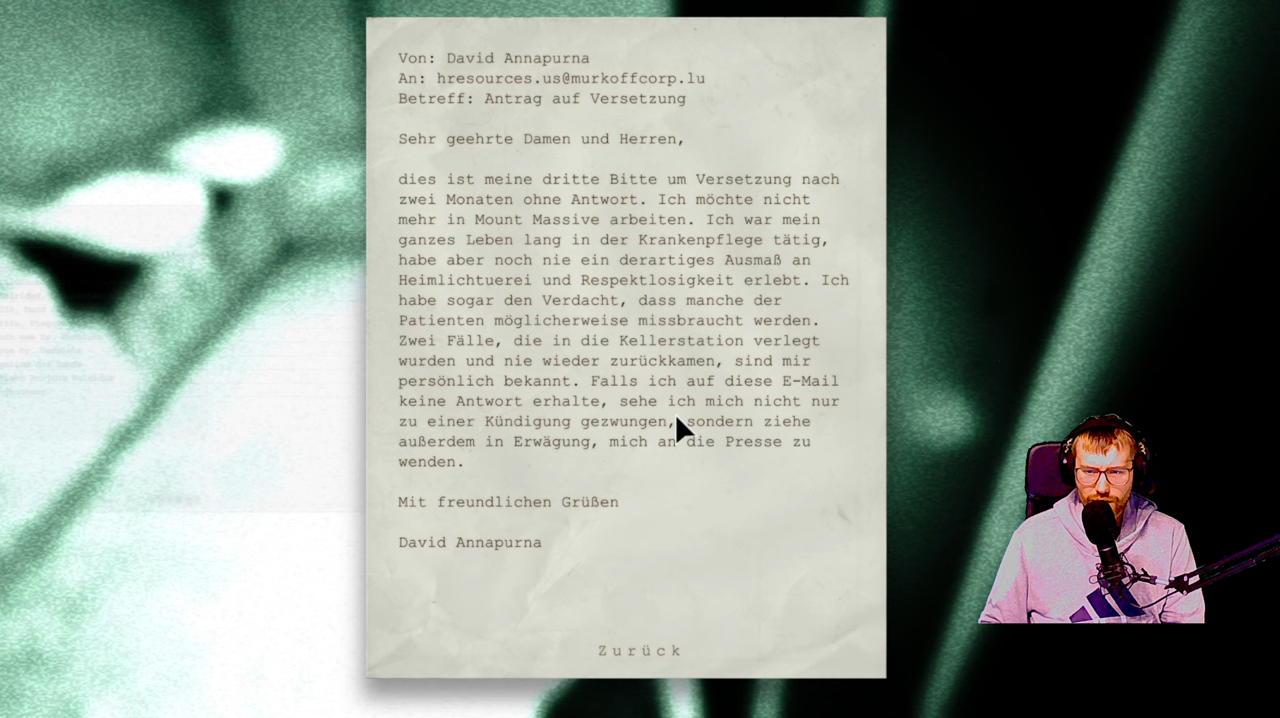 Von: David Annapurna
An: hresources.us@murkoffcorp.lu
Betreff: Antrag auf Versetzung
Sehr geehrte Damen und Herren,
dies ist meine dritte Bitte um Versetzung nach
zwei Monaten ohne Antwort. Ich möchte nicht
mehr in Mount Massive arbeiten. Ich war mein
ganzes Leben lang in der Krankenpflege tätig,
habe aber noch nie ein derartiges Ausmaß an
Heimlichtuerei und Respektlosigkeit erlebt. Ich
habe sogar den Verdacht, dass manche der
Patienten möglicherweise missbraucht werden.
Zwei Fälle, die in die Kellerstation verlegt
wurden und nie wieder zurückkamen, sind mir
persönlich bekannt. Falls ich auf diese E-Mail
keine Antwort erhalte, sehe ich mich nicht nur
zu einer Kündigung gezwungen, sondern ziehe
außerdem in Erwägung, mich an die Presse zu
wenden.
Mit freundlichen Grüßen
David Annapurna
Zurück